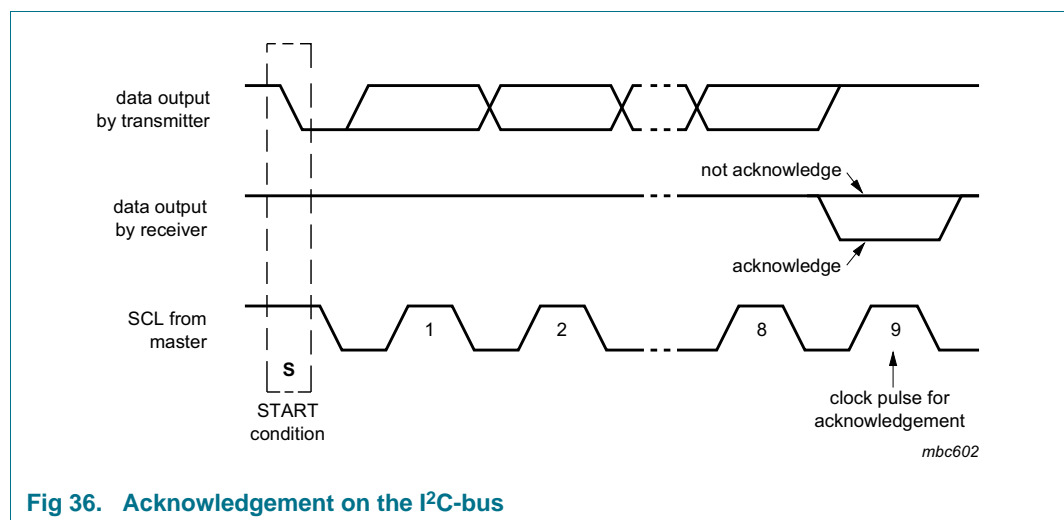 data output
by transmitter
not acknowledge
data output
by receiver
acknowledge
SCL from
master
1
2
8
9
S
START
condition
clock pulse for
acknowledgement
mbc602
Fig 36. Acknowledgement on the I²C-bus